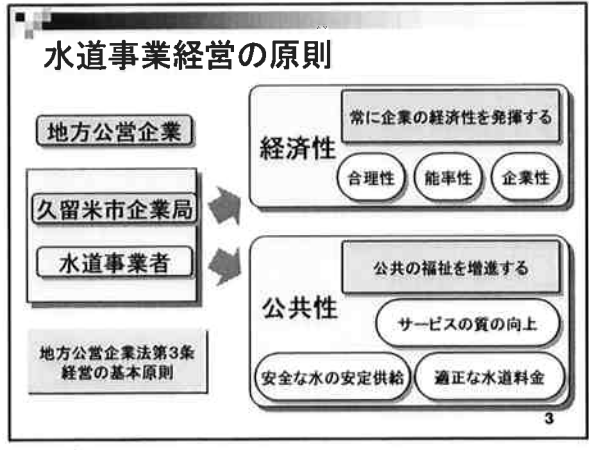 水道事業経営の原則
地方公営企業
久留米市企業局
水道事業者
地方公営企業法第3条
経営の基本原則
経済性
常に企業の経済性を発揮する
合理性
能率性
企業性
公共性
公共の福祉を増進する
サービスの質の向上
安全な水の安定供給
適正な水道料金
3